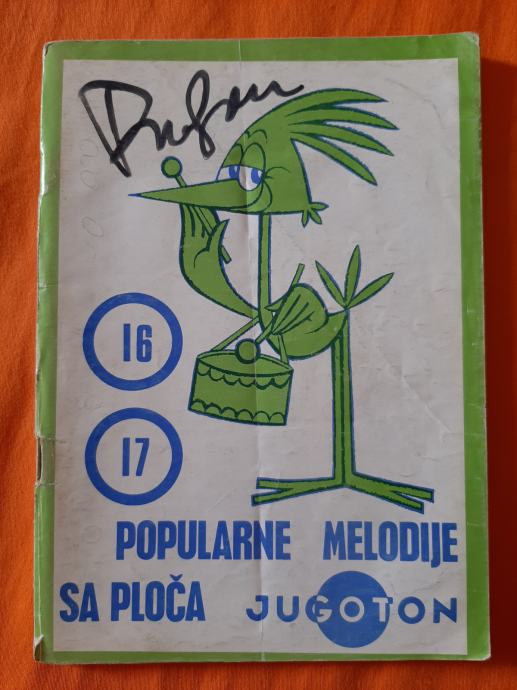 16
17
POPULARNE MELODIJE
SA PLOČA JUGOTON